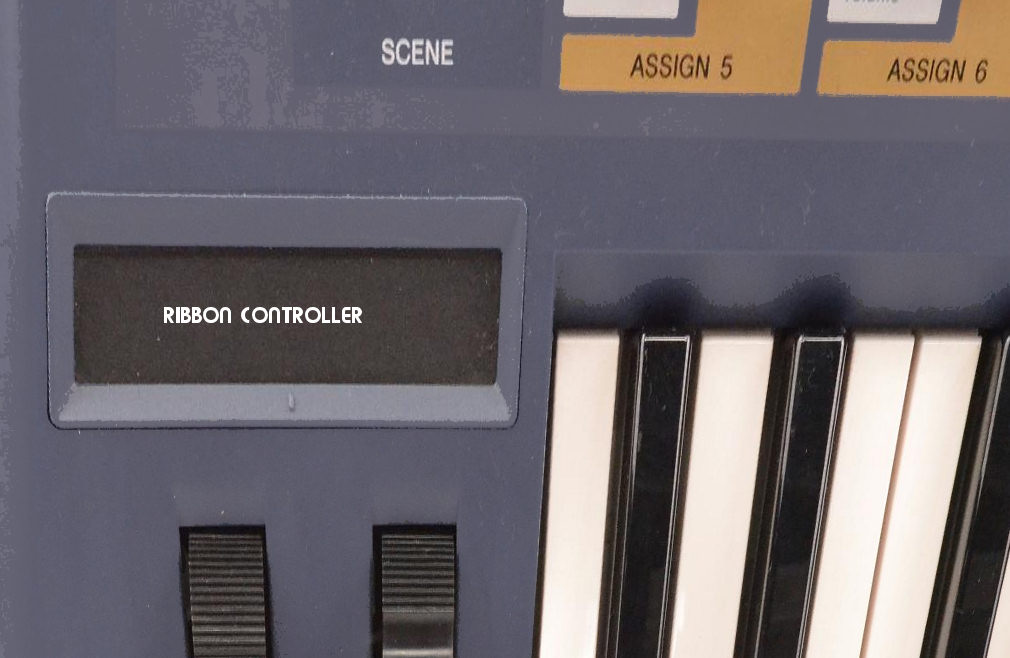 SCENE
ASSIGN 5
ASSIGN 6
RIBBON CONTROLLER